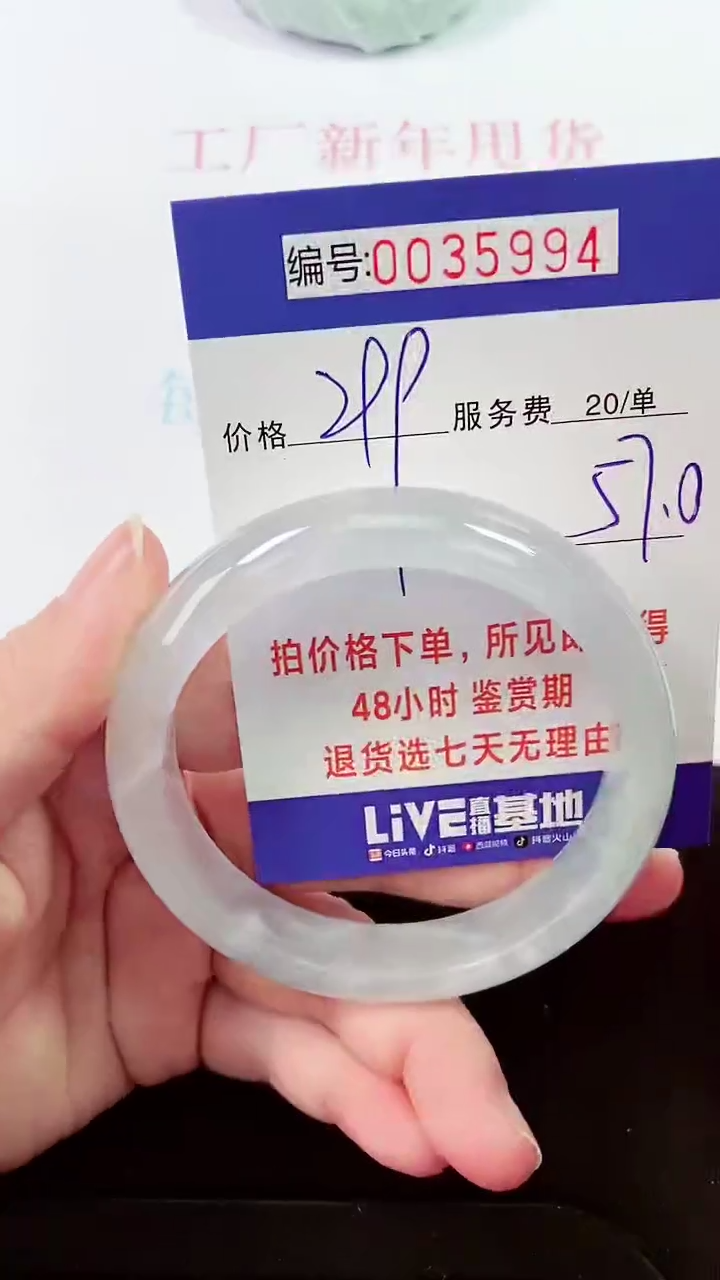 工厂新年甩货
编号:0035994
价格 299 服务费 20/单
57.0
拍价格下单，所见 得
48小时 鉴赏期
退货选七天无理由
LiVE直播基地
今日头条 抖音 西瓜视频 抖音火山